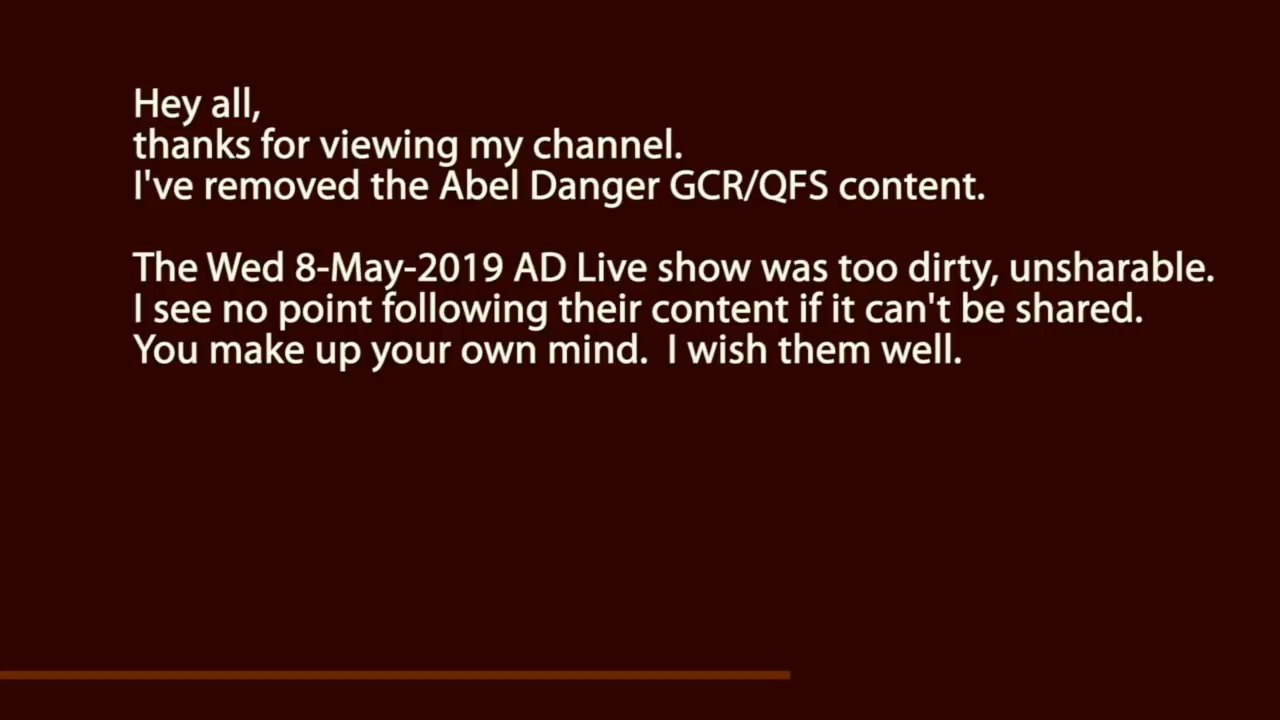 Hey all,
thanks for viewing my channel.
I've removed the Abel Danger GCR/QFS content.
The Wed 8-May-2019 AD Live show was too dirty, unsharable.
I see no point following their content if it can't be shared.
You make up your own mind.  I wish them well.